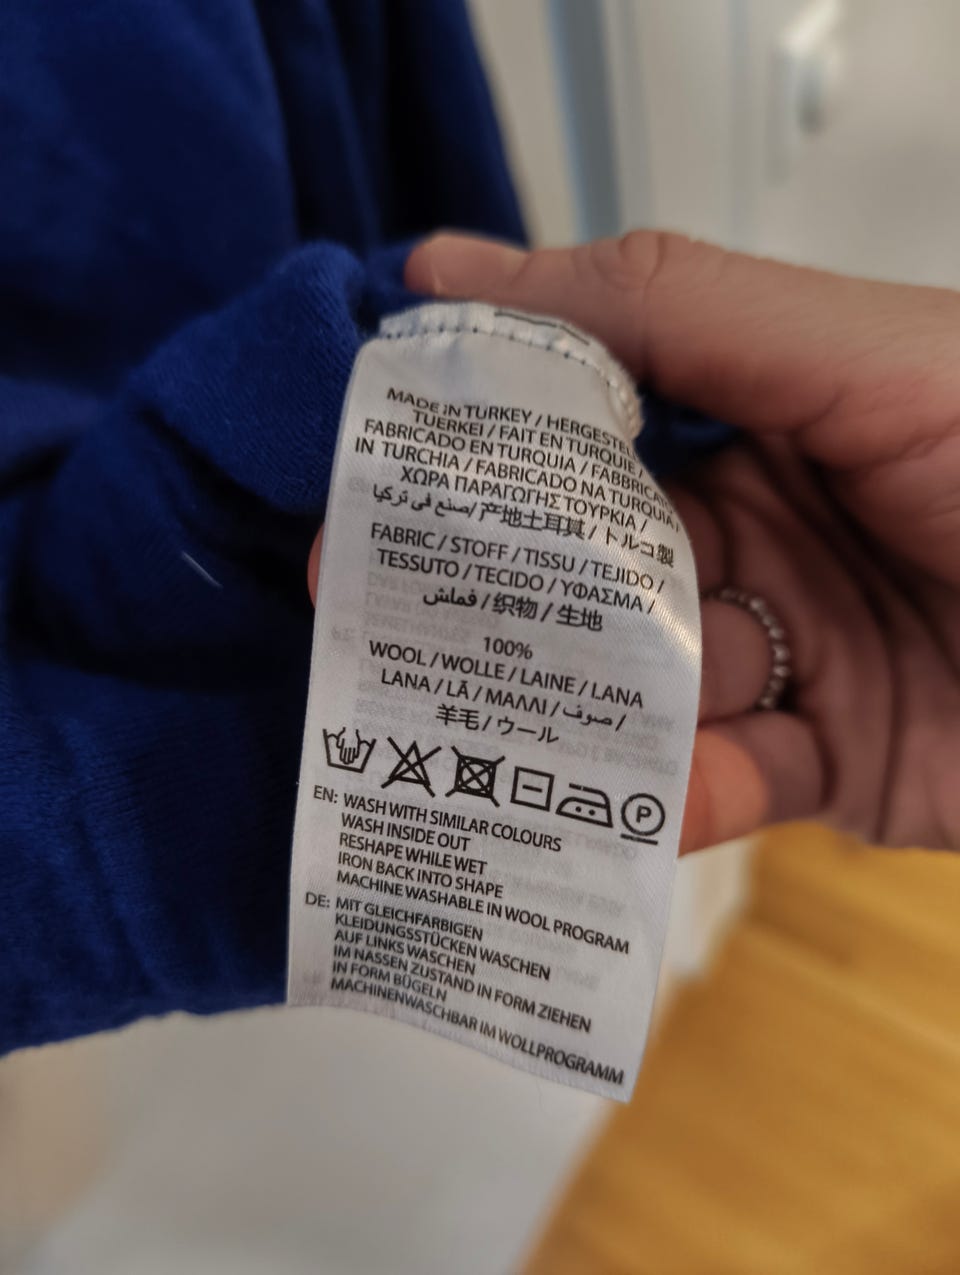 MADE IN TURKEY / HERGESTEL
TUERKEI / FAIT EN TURQUIE /
FABRICADO EN TURQUIA / FABBRICATO
IN TURCHIA / FABRICADO NA TURQUIA /
ΧΩΡΑ ΠΑΡΑΓΩΓΗΣ ΤΟΥΡΚΙΑ /
صنع في تركيا/产地土耳其 / トルコ製
FABRIC / STOFF / TISSU / TEJIDO /
TESSUTO / TECIDO / ΥΦΑΣΜΑ /
قماش / 织物 / 生地
100%
WOOL / WOLLE / LAINE / LANA
LANA / LÃ / ΜΑΛΛΙ / صوف /
羊毛 / ウール
P
EN: WASH WITH SIMILAR COLOURS
WASH INSIDE OUT
RESHAPE WHILE WET
IRON BACK INTO SHAPE
MACHINE WASHABLE IN WOOL PROGRAM
DE: MIT GLEICHFARBIGEN
KLEIDUNGSSTÜCKEN WASCHEN
AUF LINKS WASCHEN
IM NASSEN ZUSTAND IN FORM ZIEHEN
IN FORM BÜGELN
MACHINENWASCHBAR IM WOLLPROGRAMM